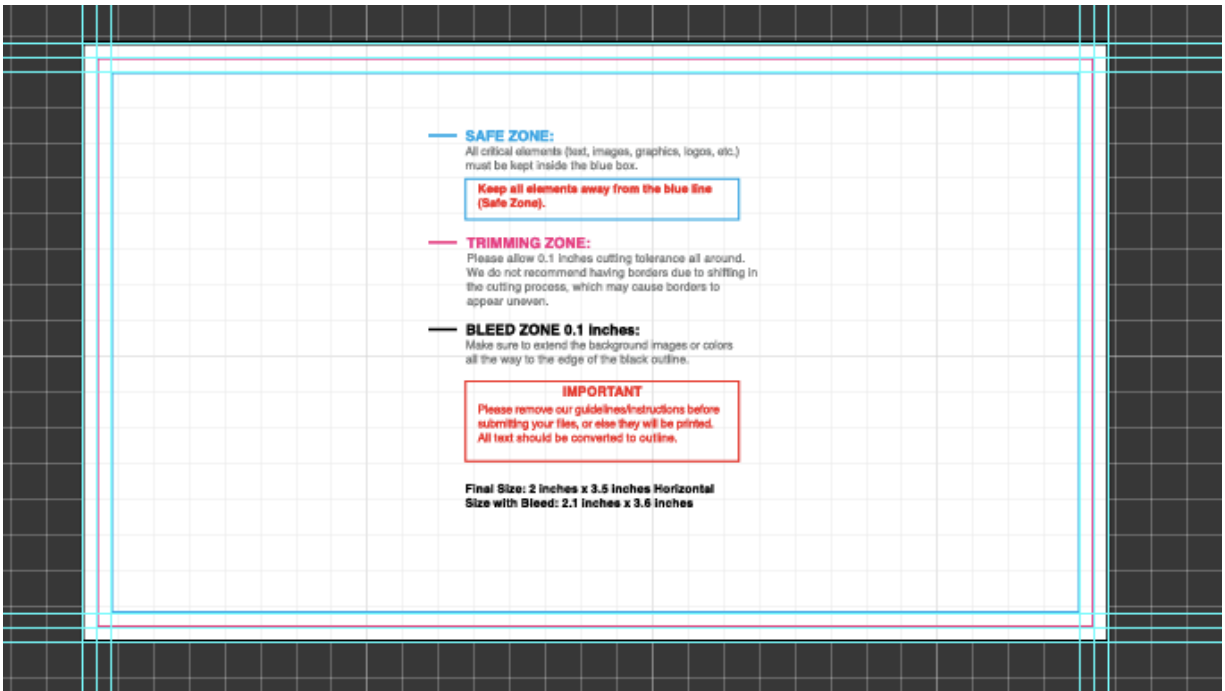 SAFE ZONE:
All critical elements (text, images, graphics, logos, etc.)
must be kept inside the blue box.
Keep all elements away from the blue line
(Safe Zone).
TRIMMING ZONE:
Please allow 0.1 inches cutting tolerance all around.
We do not recommend having borders due to shifting in
the cutting process, which may cause borders to
appear uneven.
BLEED ZONE 0.1 inches:
Make sure to extend the background images or colors
all the way to the edge of the black outline.
IMPORTANT
Please remove our guidelines/instructions before
submitting your files, or else they will be printed.
All text should be converted to outline.
Final Size: 2 inches x 3.5 inches Horizontal
Size with Bleed: 2.1 inches x 3.6 inches